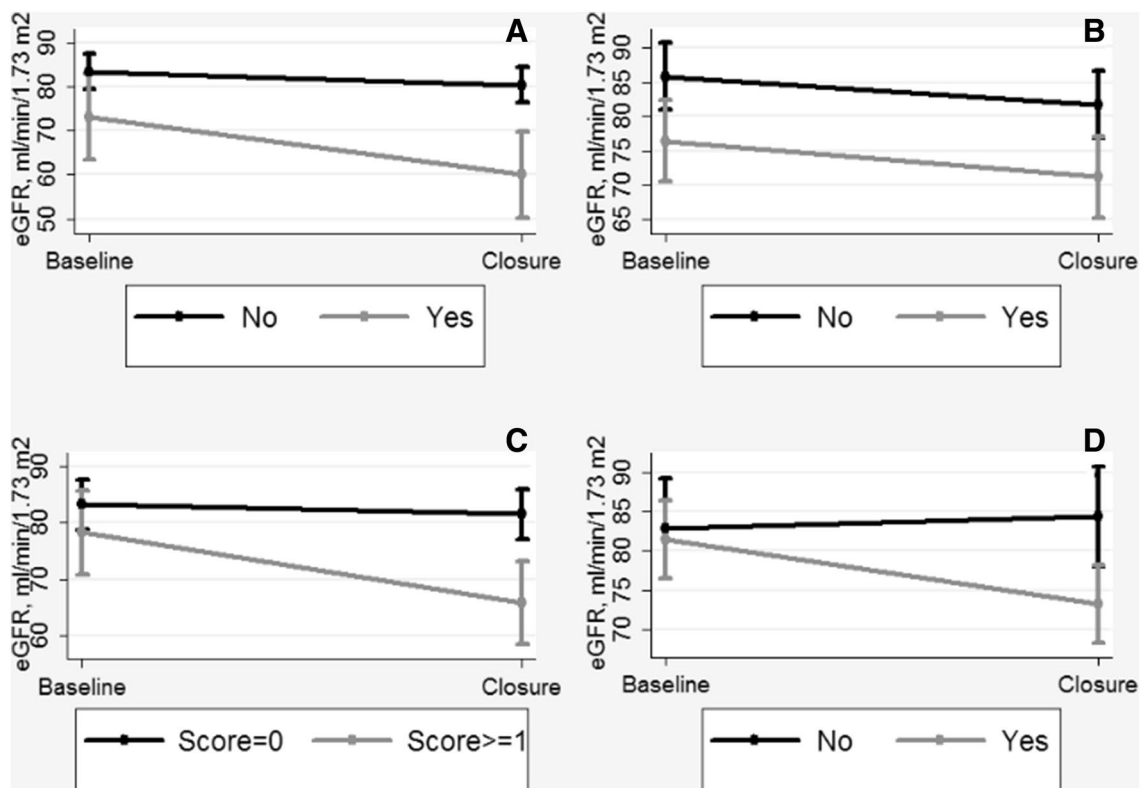 A
eGFR, ml/min/1.73 m2
90
80
70
60
50
Baseline
Closure
No
Yes
B
eGFR, ml/min/1.73 m2
90
85
80
75
70
65
Baseline
Closure
No
Yes
C
eGFR, ml/min/1.73 m2
90
80
70
60
Baseline
Closure
Score=0
Score>=1
D
eGFR, ml/min/1.73 m2
90
85
80
75
70
Baseline
Closure
No
Yes